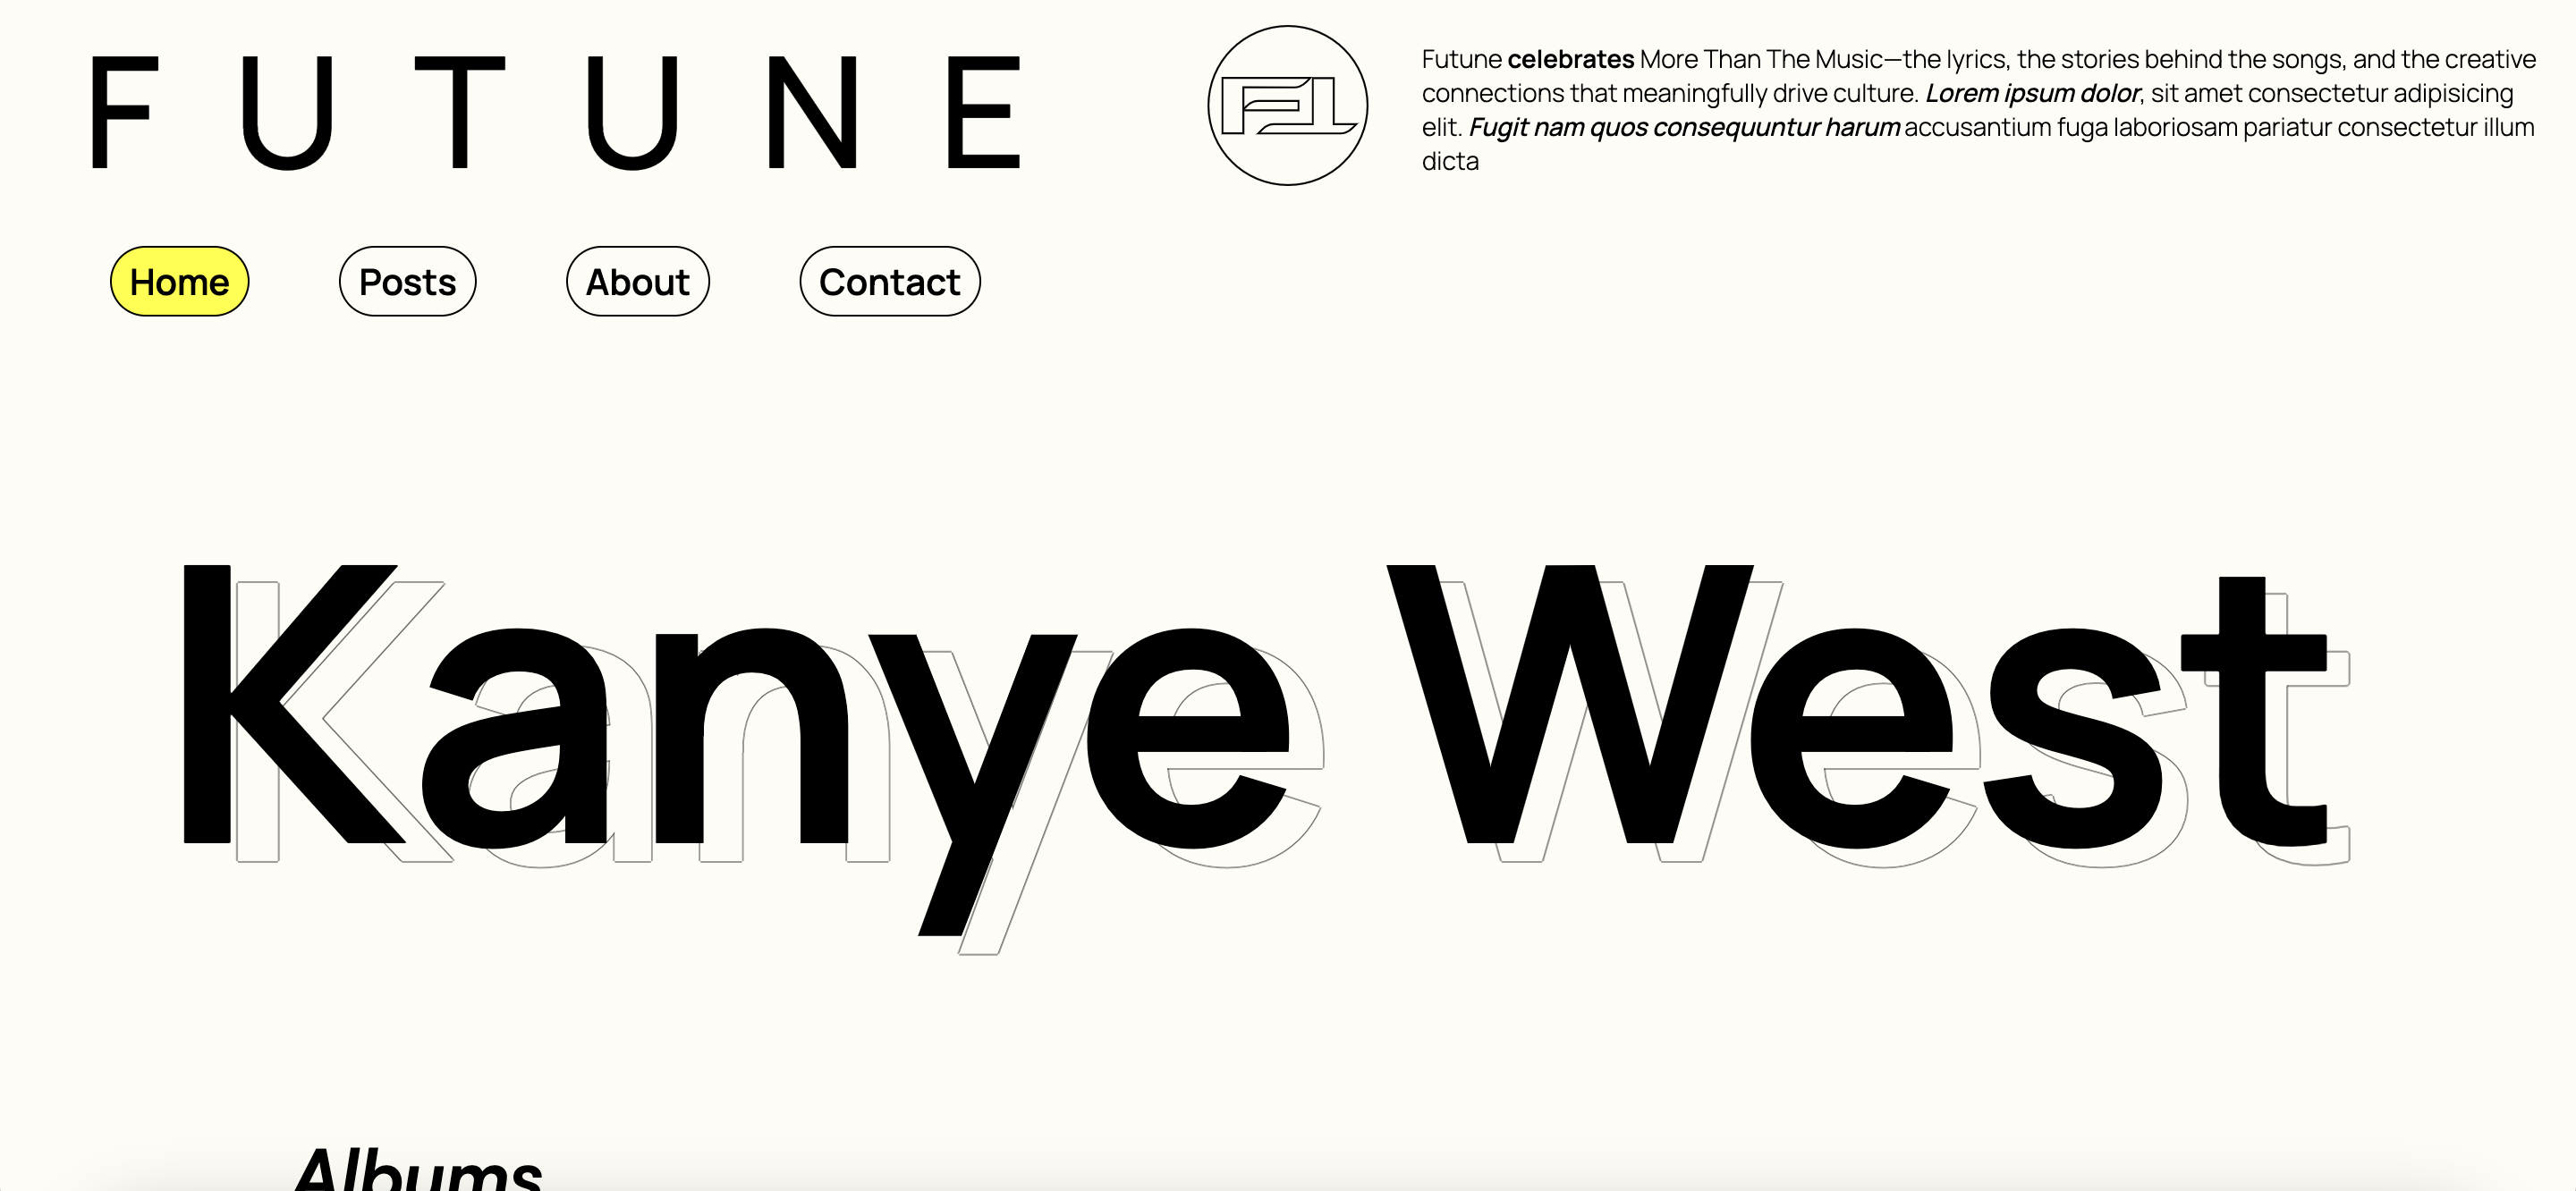 FUTUNE
Futune celebrates More Than The Music—the lyrics, the stories behind the songs, and the creative
connections that meaningfully drive culture. Lorem ipsum dolor, sit amet consectetur adipisicing
elit. Fugit nam quos consequuntur harum accusantium fuga laboriosam pariatur consectetur illum
dicta
Home Posts About Contact
Kanye West
Albums